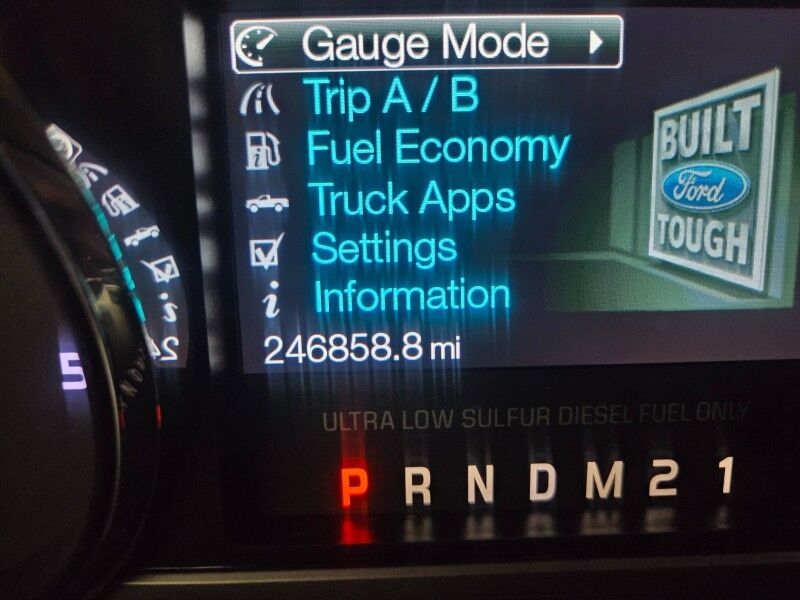 Gauge Mode
Trip A / B
Fuel Economy
Truck Apps
Settings
Information
246858.8 mi
BUILT
Ford
TOUGH
5
ULTRA LOW SULFUR DIESEL FUEL ONLY
P R N D M 2 1